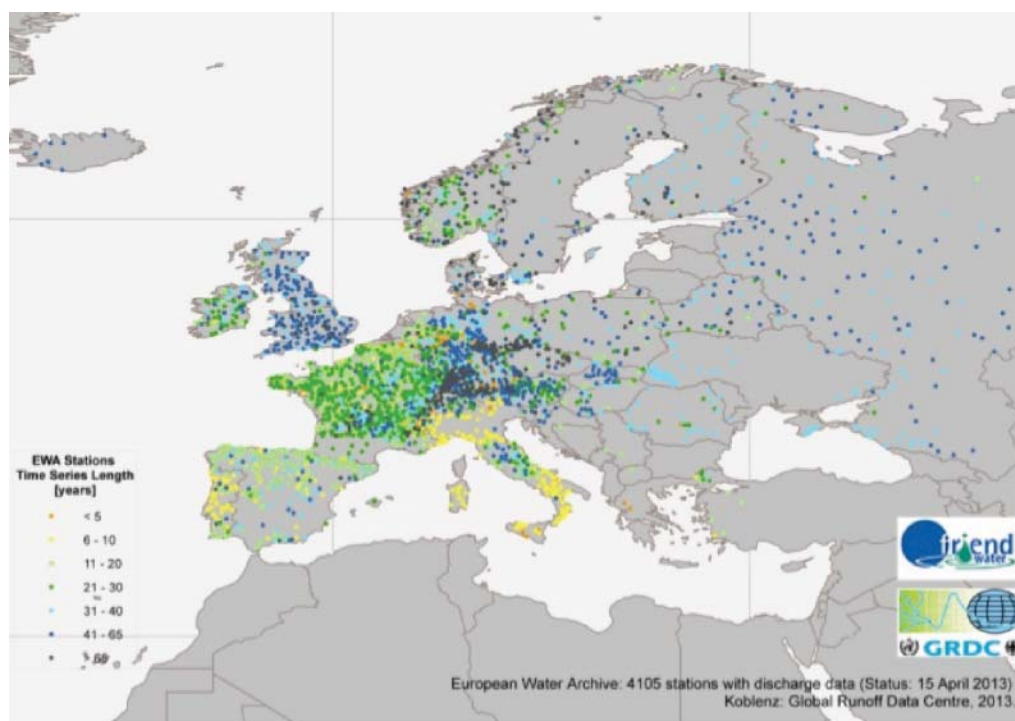 EWA Stations
Time Series Length
[years]
< 5
6 - 10
11 - 20
21 - 30
31 - 40
41 - 65
> 65
friend
water
GRDC
European Water Archive: 4105 stations with discharge data (Status: 15 April 2013)
Koblenz: Global Runoff Data Centre, 2013.